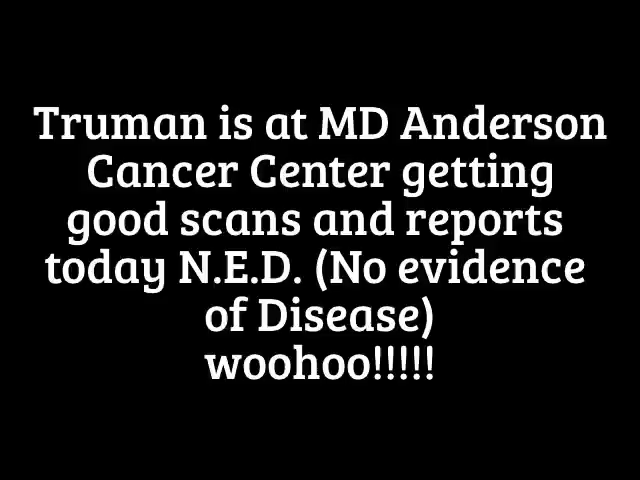 Truman is at MD Anderson
Cancer Center getting
good scans and reports
today N.E.D. (No evidence
of Disease)
woohoo!!!!!